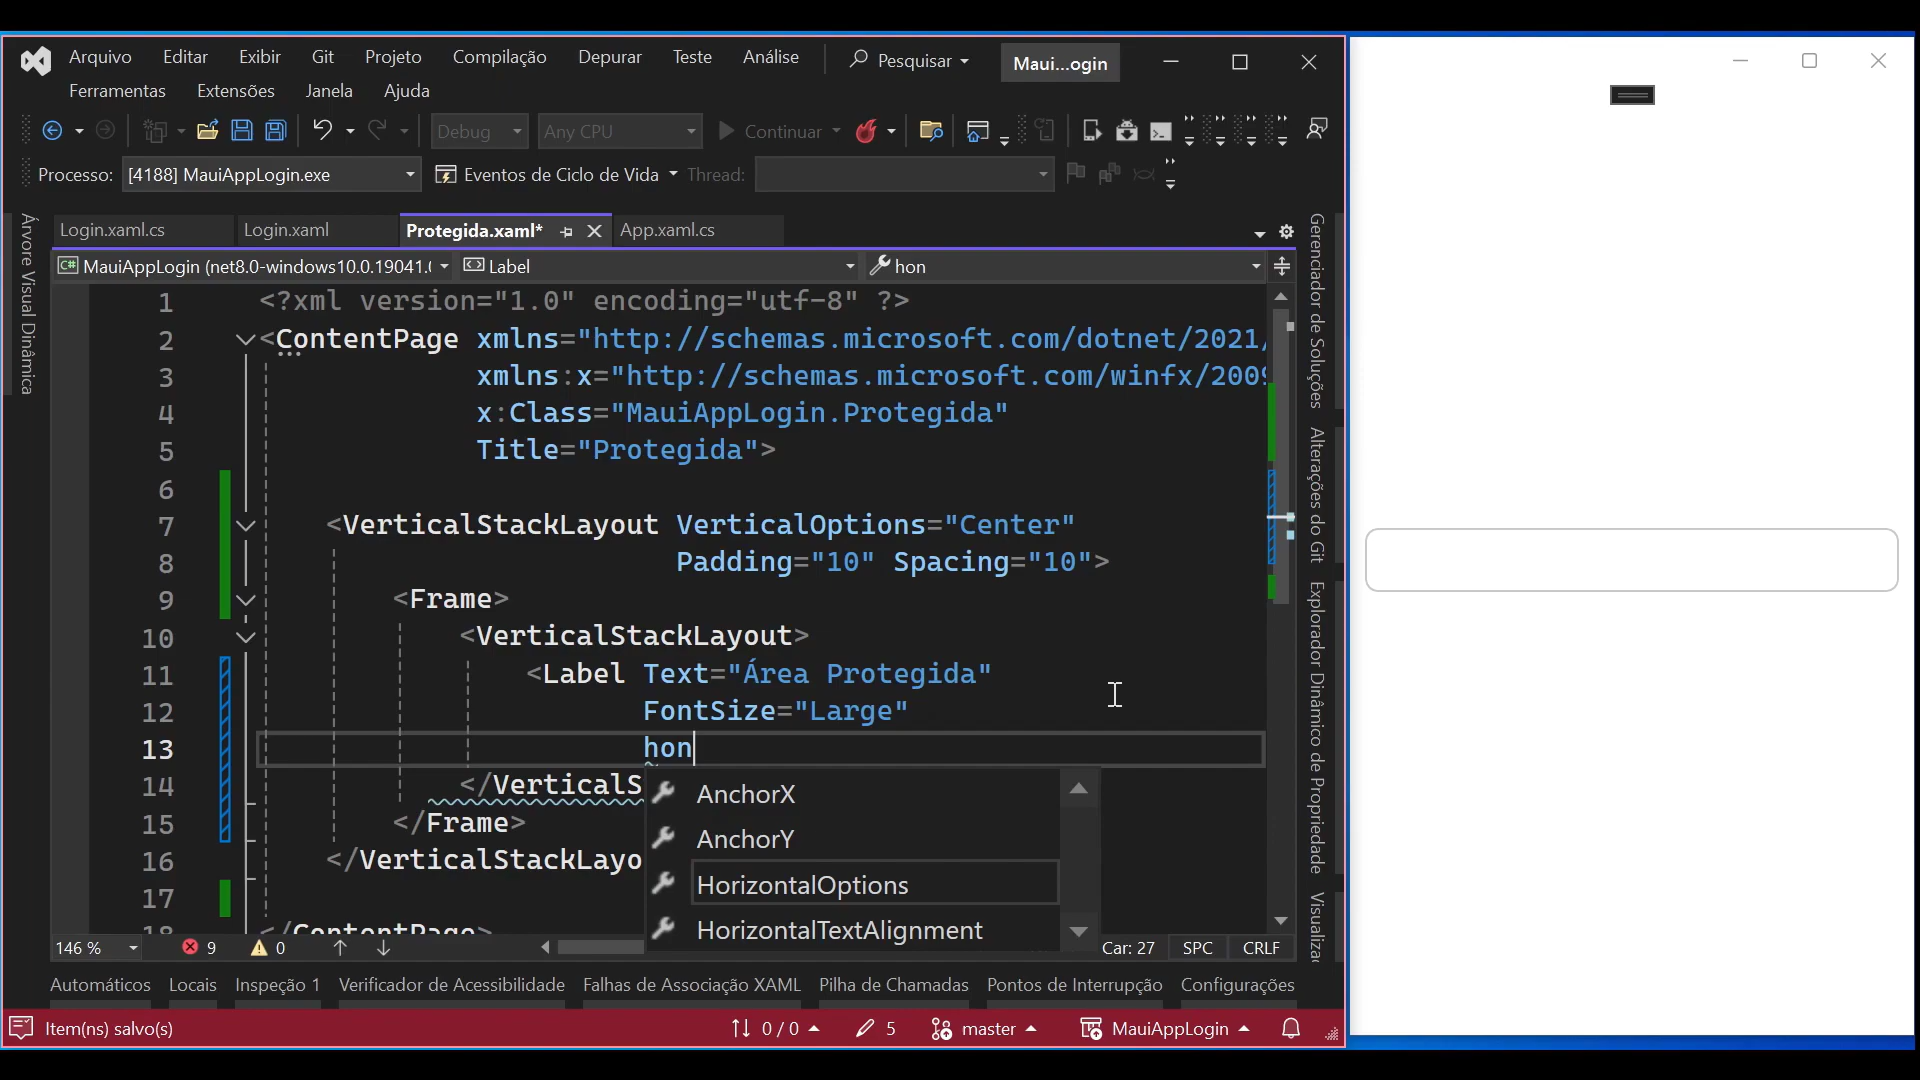 Arquivo Editar Exibir Git Projeto Compilação Depurar Teste Análise Pesquisar Maui...ogin
Ferramentas Extensões Janela Ajuda
Debug Any CPU Continuar
Processo: [4188] MauiAppLogin.exe Eventos de Ciclo de Vida Thread:
Login.xaml.cs Login.xaml Protegida.xaml* App.xaml.cs
MauiAppLogin (net8.0-windows10.0.19041.( Label hon
1 <?xml version="1.0" encoding="utf-8" ?>
2 <ContentPage xmlns="http://schemas.microsoft.com/dotnet/2021/
3 xmlns:x="http://schemas.microsoft.com/winfx/2009
4 x:Class="MauiAppLogin.Protegida"
5 Title="Protegida">
6
7 <VerticalStackLayout VerticalOptions="Center"
8 Padding="10" Spacing="10">
9 <Frame>
10 <VerticalStackLayout>
11 <Label Text="Área Protegida"
12 FontSize="Large"
13 hon
14 </VerticalS
15 </Frame>
16 </VerticalStackLayo
17
18 </ContentPage>
AnchorX
AnchorY
HorizontalOptions
HorizontalTextAlignment
146 % 9 0 Car: 27 SPC CRLF
Automáticos Locais Inspeção 1 Verificador de Acessibilidade Falhas de Associação XAML Pilha de Chamadas Pontos de Interrupção Configurações
Item(ns) salvo(s) 0 / 0 5 master MauiAppLogin
Árvore Visual Dinâmica
Gerenciador de Soluções
Alterações do Git
Explorador Dinâmico de Propriedade
Visualizaç